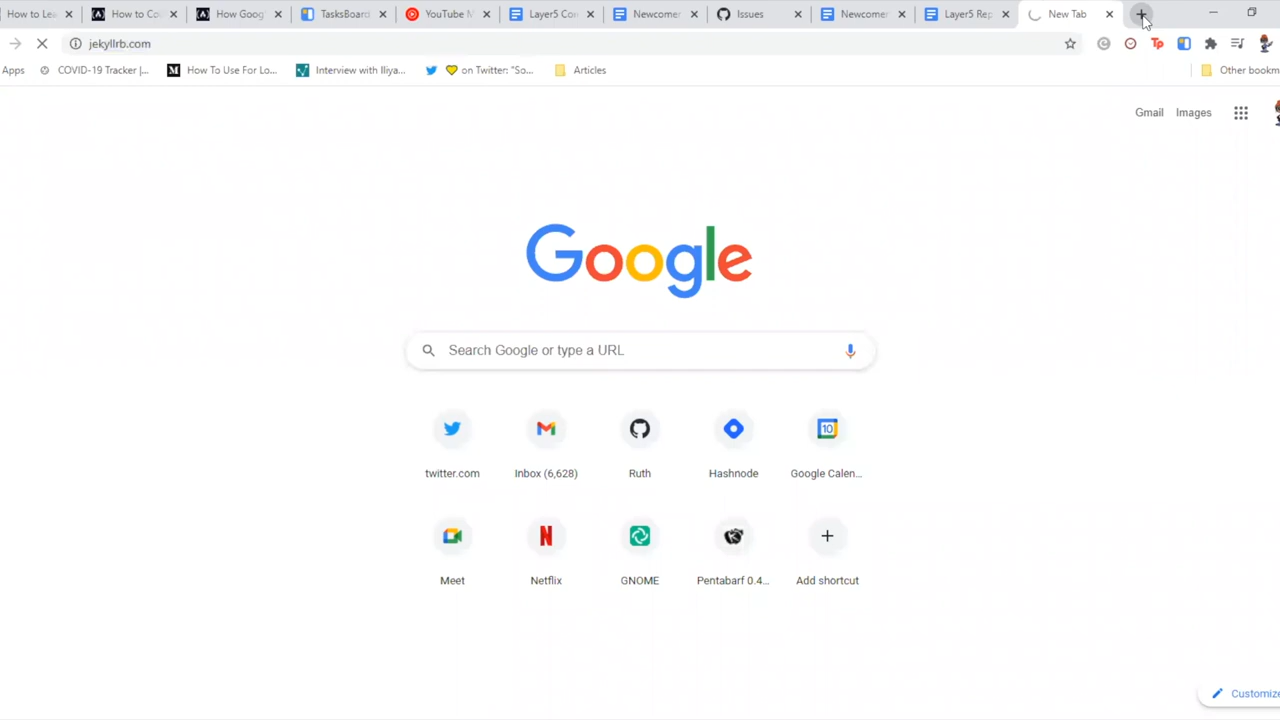 How to Lea
How to Co
How Goog
TasksBoard
YouTube M
Layer5 Co
Newcomer
Issues
Newcomer
Layer5 Rep
New Tab
jekyllrb.com
Tp
Apps
COVID-19 Tracker |...
M
How To Use For Lo...
Interview with Iliya...
on Twitter: "So...
Articles
Other bookm
Gmail
Images
Google
Search Google or type a URL
10
twitter.com
Inbox (6,628)
Ruth
Hashnode
Google Calen...
N
Meet
Netflix
GNOME
Pentabarf 0.4...
Add shortcut
Customize